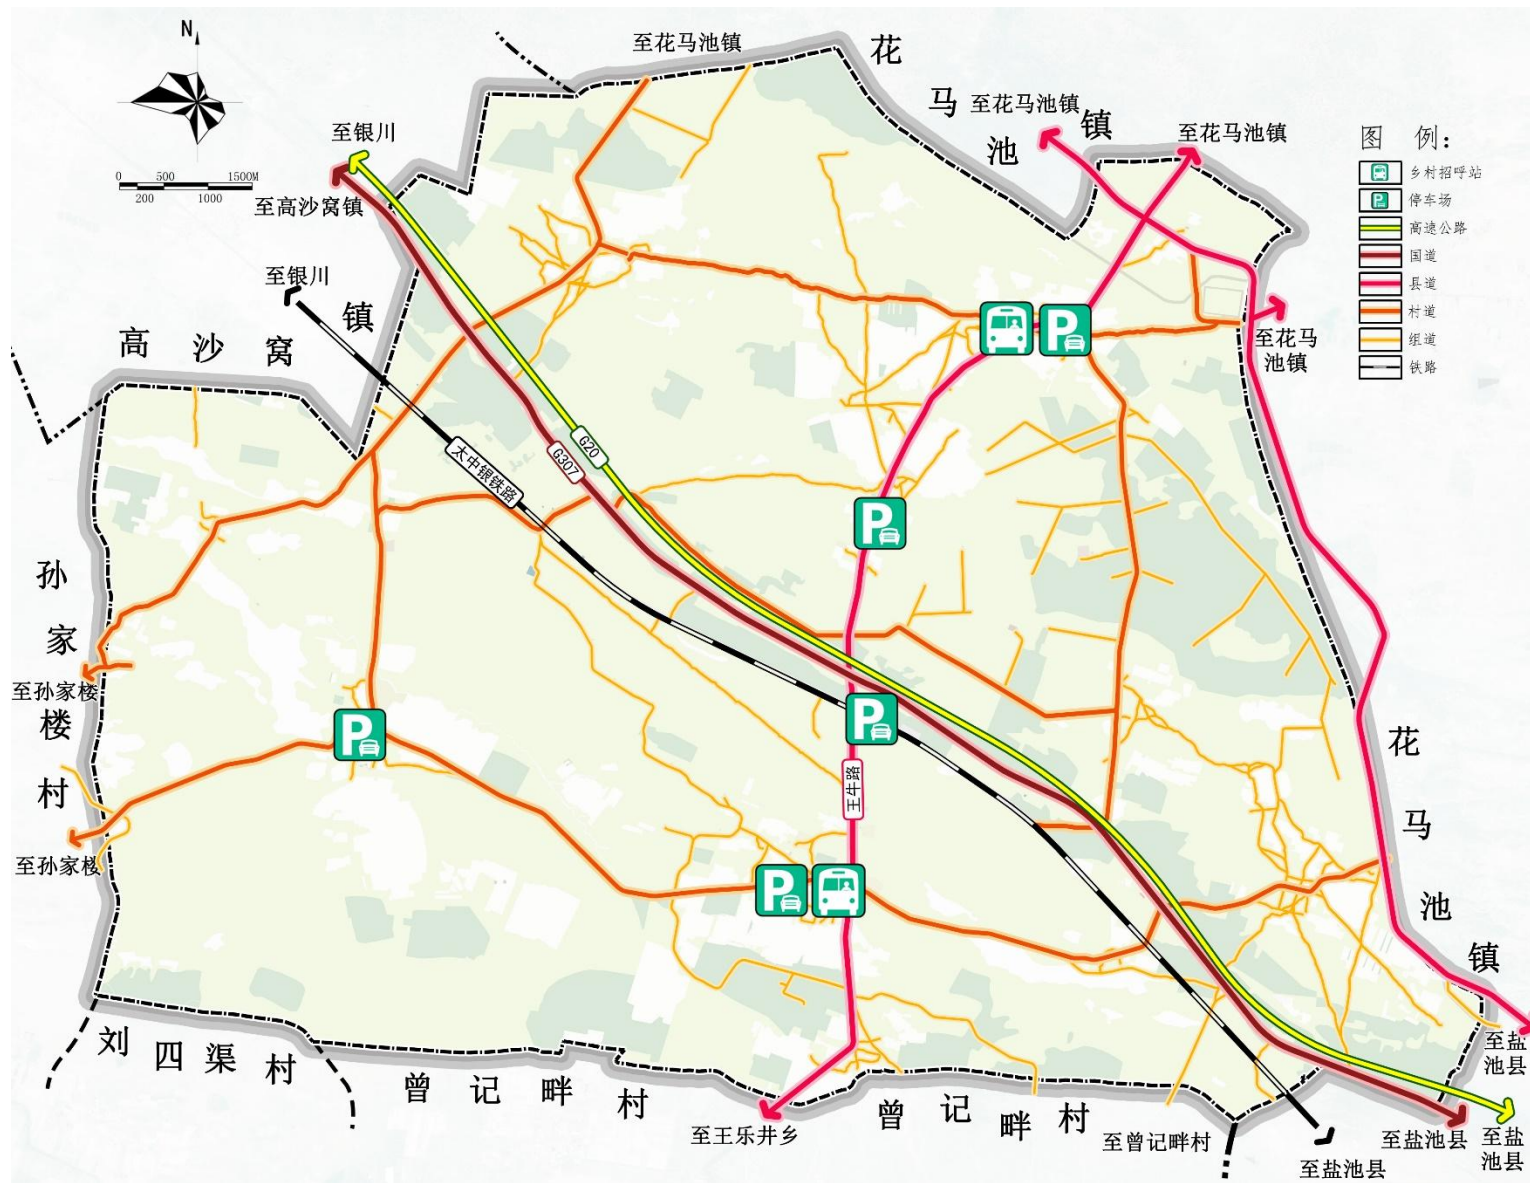 N
0 500 1500M
200 1000
至花马池镇
花马池镇
至花马池镇
至花马池镇
至银川
至高沙窝镇
至银川
高沙窝镇
图 例:
乡村招呼站
停车场
高速公路
国道
县道
村道
组道
铁路
至花马
池镇
P
G20
G307
太中银铁路
P
孙家楼村
至孙家楼
P
P
王牛路
至孙家楼
P
花马池镇
刘四渠村
曾记畔村
曾记畔村
至王乐井乡
至曾记畔村
至盐池县
至盐池县
至盐
池县
至盐
池县